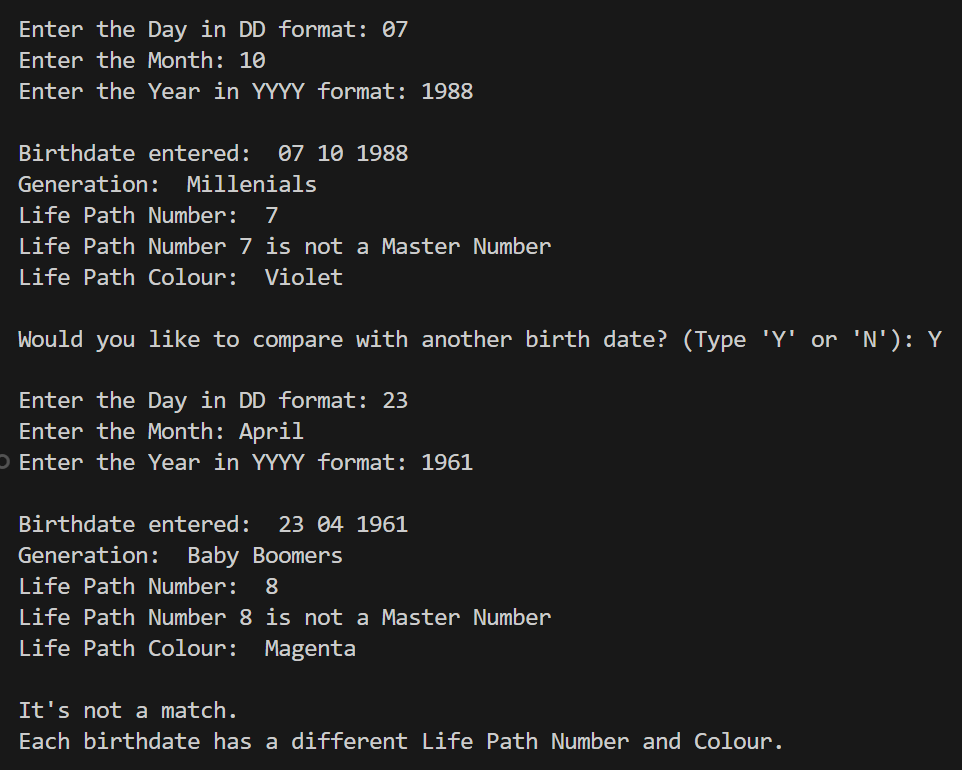 Enter the Day in DD format: 07
Enter the Month: 10
Enter the Year in YYYY format: 1988
Birthdate entered:  07 10 1988
Generation:  Millenials
Life Path Number:  7
Life Path Number 7 is not a Master Number
Life Path Colour:  Violet
Would you like to compare with another birth date? (Type 'Y' or 'N'): Y
Enter the Day in DD format: 23
Enter the Month: April
Enter the Year in YYYY format: 1961
Birthdate entered:  23 04 1961
Generation:  Baby Boomers
Life Path Number:  8
Life Path Number 8 is not a Master Number
Life Path Colour:  Magenta
It's not a match.
Each birthdate has a different Life Path Number and Colour.